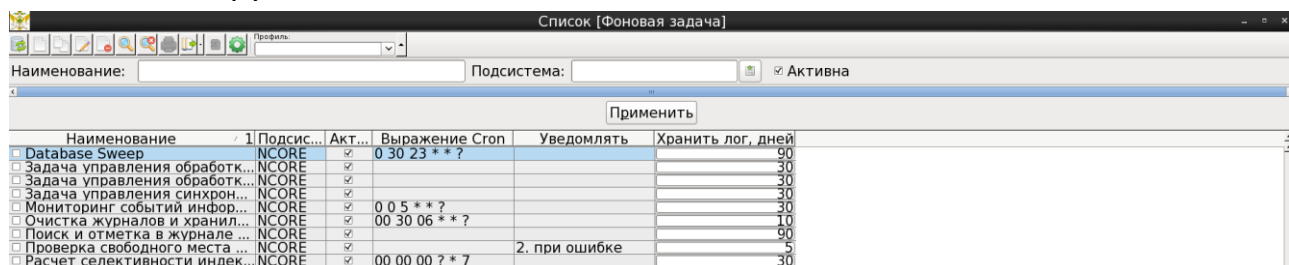 Список [Фоновая задача]
Профиль:
Наименование: Подсистема: Активна
Применить
Наименование 1 Подсис... Акт... Выражение Cron Уведомлять Хранить лог, дней
Database Sweep NCORE 0 30 23 * * ? 90
Задача управления обработк... NCORE 30
Задача управления обработк... NCORE 30
Задача управления синхрон... NCORE 30
Мониторинг событий инфор... NCORE 0 0 5 * * ? 30
Очистка журналов и хранил... NCORE 00 30 06 * * ? 10
Поиск и отметка в журнале ... NCORE 90
Проверка свободного места ... NCORE 2. при ошибке 5
Расчет селективности индек... NCORE 00 00 00 ? * 7 30